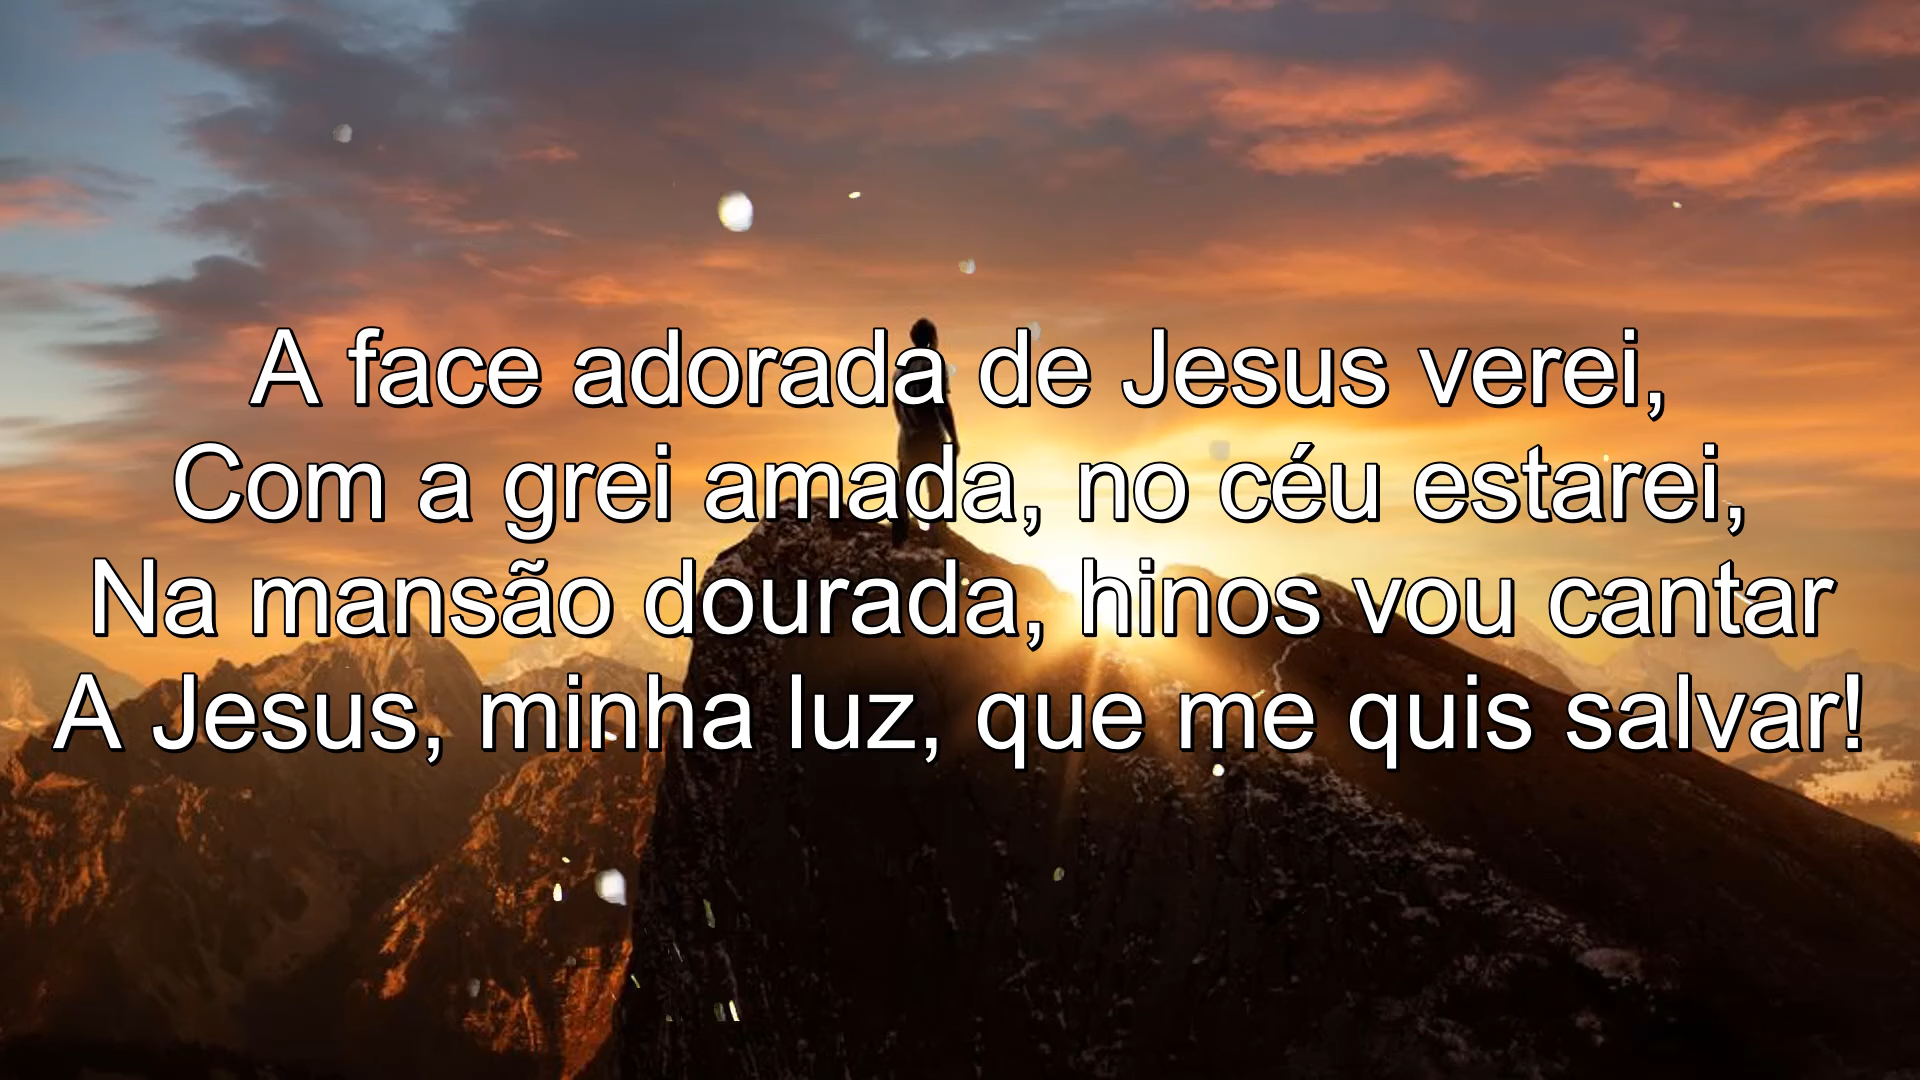 A face adorada de Jesus verei,
Com a grei amada, no céu estarei,
Na mansão dourada, hinos vou cantar
A Jesus, minha luz, que me quis salvar!